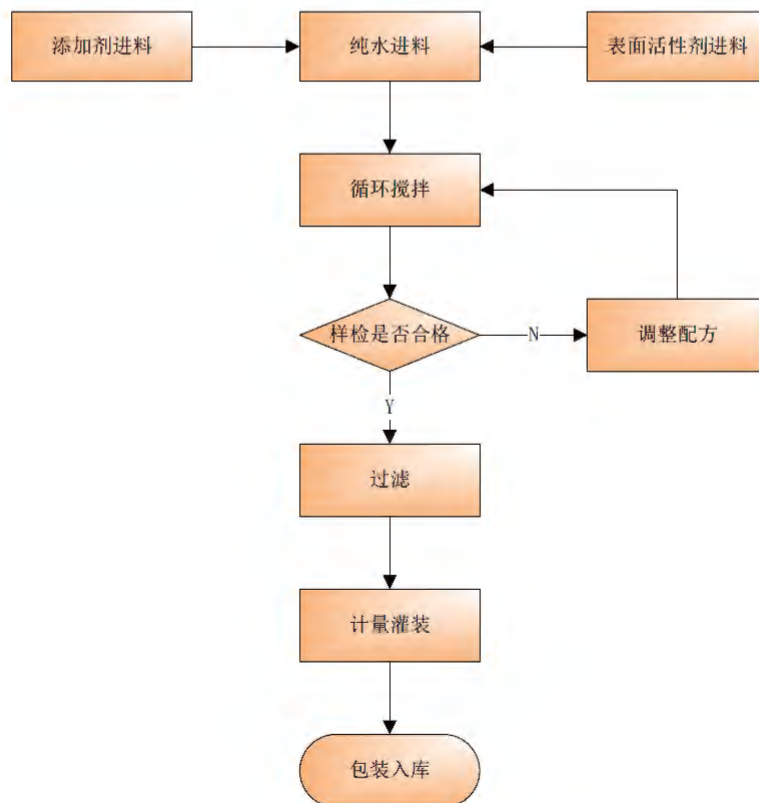 添加剂进料
纯水进料
表面活性剂进料
循环搅拌
样检是否合格
N
调整配方
Y
过滤
计量灌装
包装入库